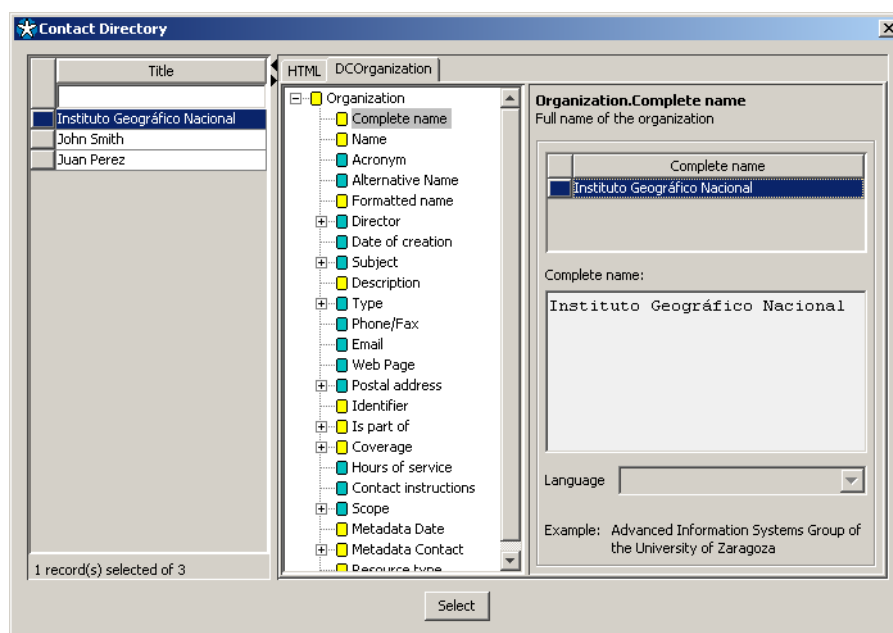 Contact Directory
Title
Instituto Geográfico Nacional
John Smith
Juan Perez
1 record(s) selected of 3
HTML
DCOrganization
Organization
Complete name
Name
Acronym
Alternative Name
Formatted name
Director
Date of creation
Subject
Description
Type
Phone/Fax
Email
Web Page
Postal address
Identifier
Is part of
Coverage
Hours of service
Contact instructions
Scope
Metadata Date
Metadata Contact
Resource type
Organization.Complete name
Full name of the organization
Complete name
Instituto Geográfico Nacional
Complete name:
Instituto Geográfico Nacional
Language
Example: Advanced Information Systems Group of
the University of Zaragoza
Select